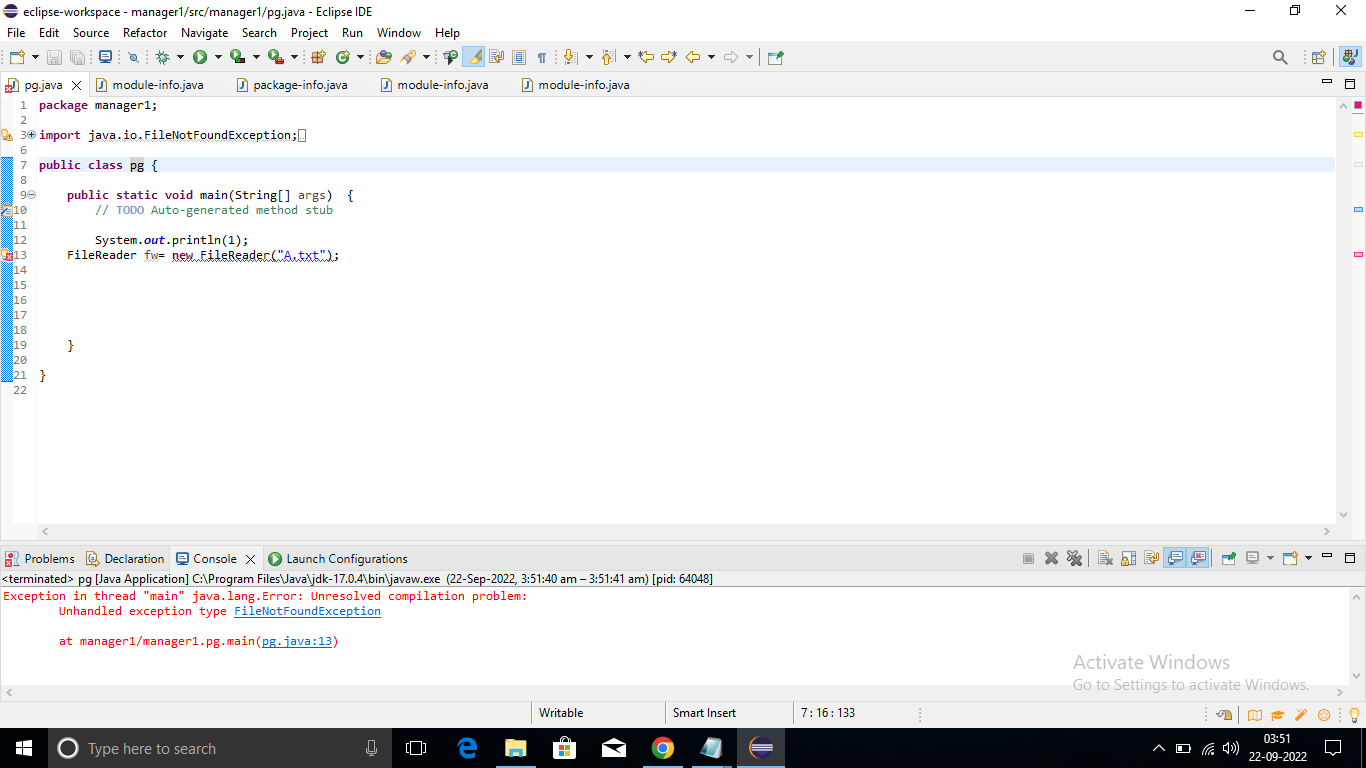 eclipse-workspace - manager1/src/manager1/pg.java - Eclipse IDE
File Edit Source Refactor Navigate Search Project Run Window Help
pg.java module-info.java package-info.java module-info.java module-info.java
1 package manager1;
2
3 import java.io.FileNotFoundException;
6
7 public class pg {
8
9 public static void main(String[] args) {
10 // TODO Auto-generated method stub
11
12 System.out.println(1);
13 FileReader fw= new FileReader("A.txt");
14
15
16
17
18
19 }
20
21 }
22
Problems Declaration Console Launch Configurations
<terminated> pg [Java Application] C:\Program Files\Java\jdk-17.0.4\bin\javaw.exe (22-Sep-2022, 3:51:40 am – 3:51:41 am) [pid: 64048]
Exception in thread "main" java.lang.Error: Unresolved compilation problem:
Unhandled exception type FileNotFoundException
at manager1/manager1.pg.main(pg.java:13)
Activate Windows
Go to Settings to activate Windows.
Writable Smart Insert 7 : 16 : 133
Type here to search
03:51
22-09-2022